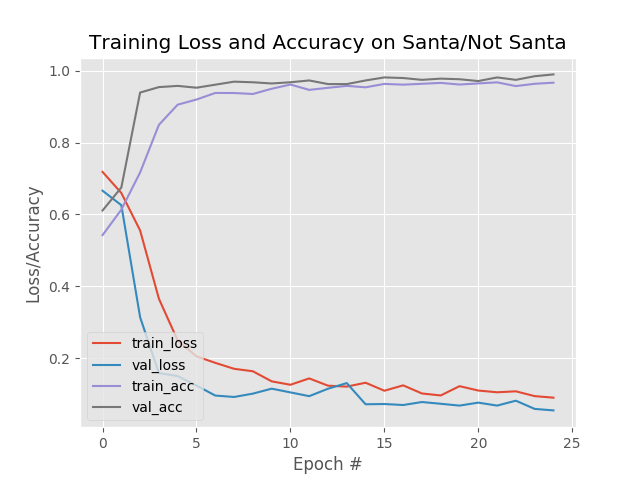 Training Loss and Accuracy on Santa/Not Santa
1.0
0.8
0.6
0.4
0.2
Loss/Accuracy
train_loss
val_loss
train_acc
val_acc
0 5 10 15 20 25
Epoch #